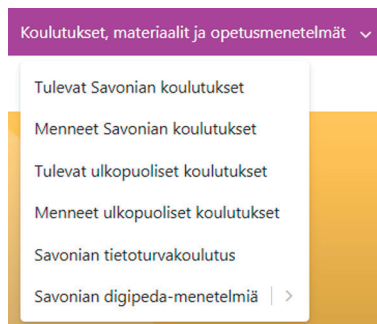 Koulutukset, materiaalit ja opetusmenetelmät
Tulevat Savonian koulutukset
Menneet Savonian koulutukset
Tulevat ulkopuoliset koulutukset
Menneet ulkopuoliset koulutukset
Savonian tietoturvakoulutus
Savonian digipeda-menetelmiä